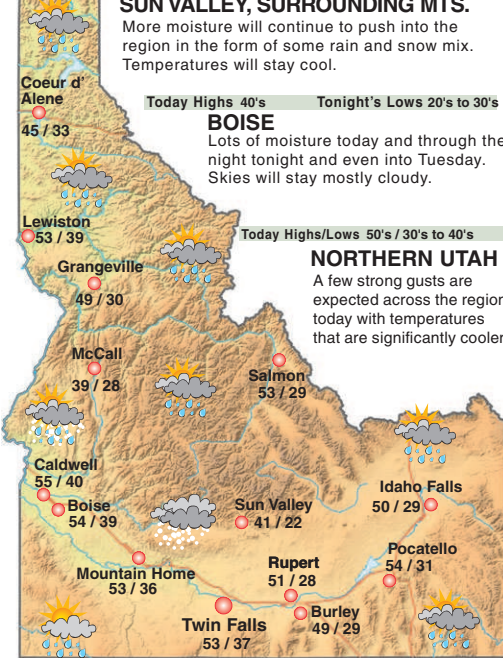 SUN VALLEY, SURROUNDING MTS.
More moisture will continue to push into the
region in the form of some rain and snow mix.
Temperatures will stay cool.
Today Highs 40's Tonight's Lows 20's to 30's
BOISE
Lots of moisture today and through the
night tonight and even into Tuesday.
Skies will stay mostly cloudy.
Today Highs/Lows 50's / 30's to 40's
NORTHERN UTAH
A few strong gusts are
expected across the region
today with temperatures
that are significantly cooler
Coeur d'
Alene
45 / 33
Lewiston
53 / 39
Grangeville
49 / 30
McCall
39 / 28
Salmon
53 / 29
Caldwell
55 / 40
Boise
54 / 39
Sun Valley
41 / 22
Idaho Falls
50 / 29
Mountain Home
53 / 36
Rupert
51 / 28
Pocatello
54 / 31
Twin Falls
53 / 37
Burley
49 / 29